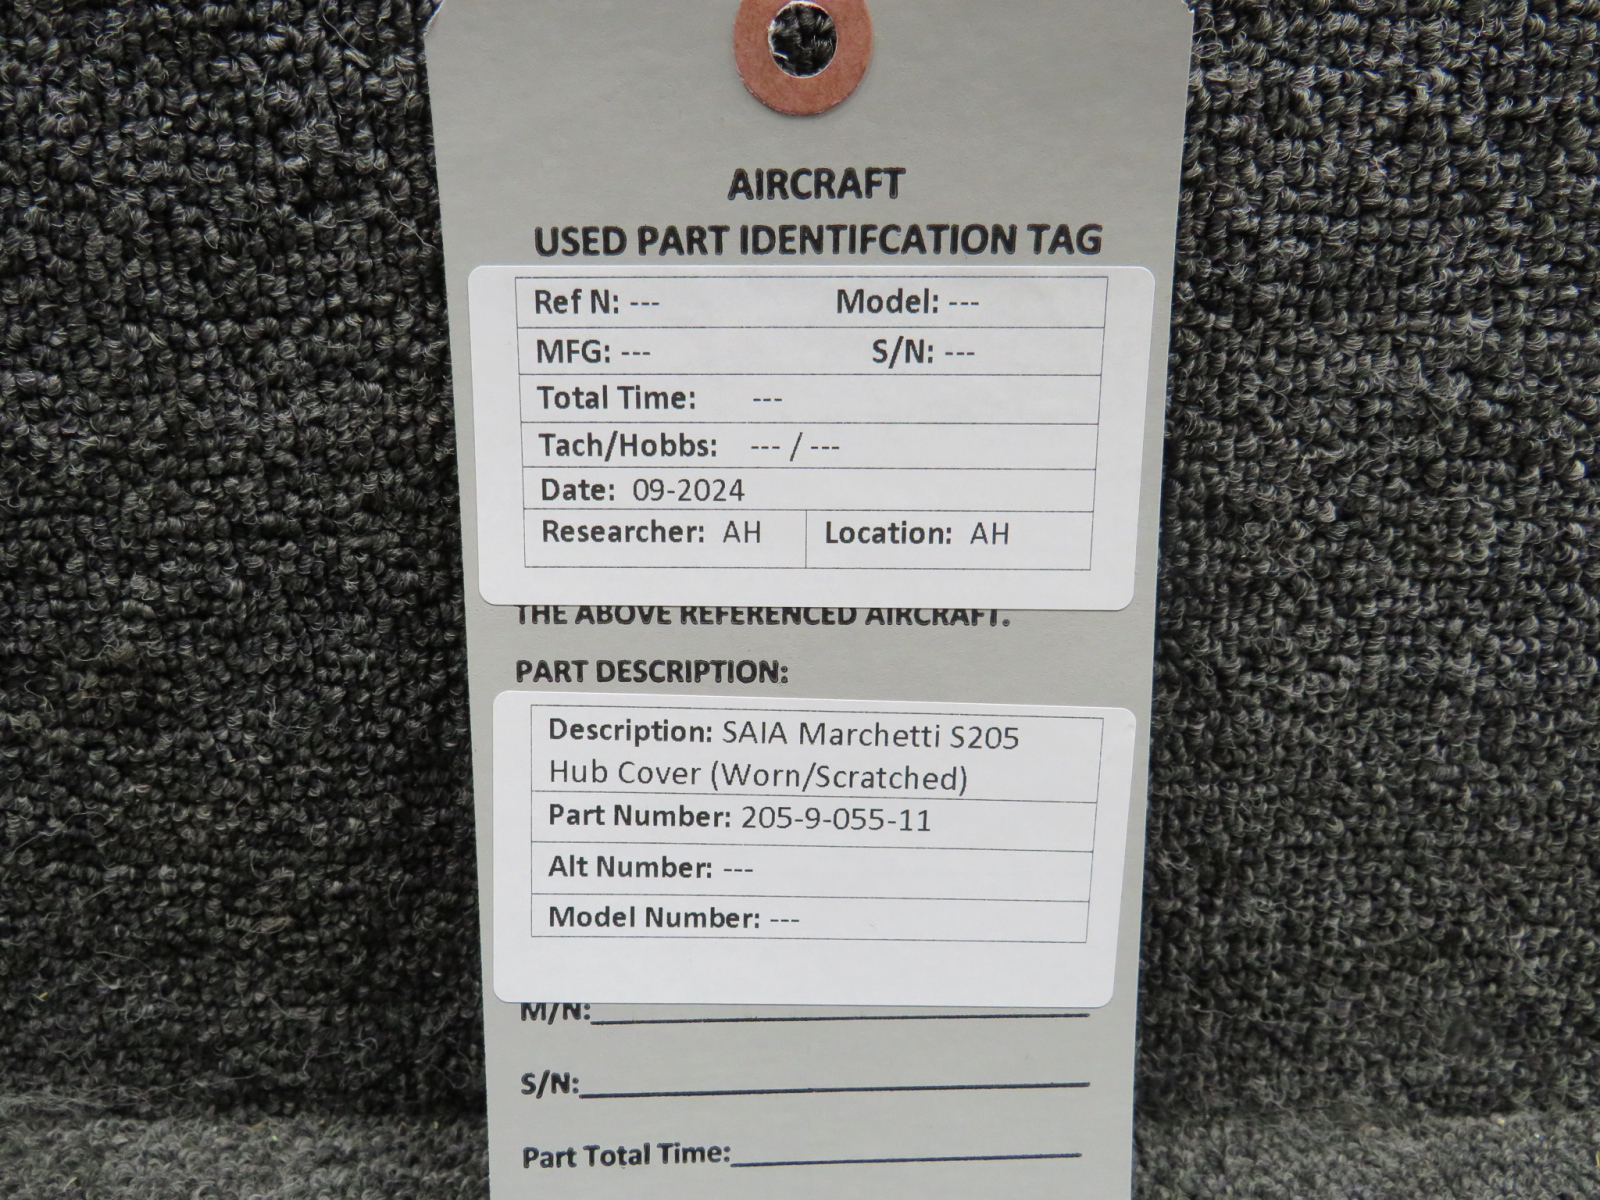 AIRCRAFT
USED PART IDENTIFCATION TAG
Ref N: --- Model: ---
MFG: --- S/N: ---
Total Time: ---
Tach/Hobbs: --- / ---
Date: 09-2024
Researcher: AH Location: AH
THE ABOVE REFERENCED AIRCRAFT.
PART DESCRIPTION:
Description: SAIA Marchetti S205
Hub Cover (Worn/Scratched)
Part Number: 205-9-055-11
Alt Number: ---
Model Number: ---
M/N:
S/N:
Part Total Time: